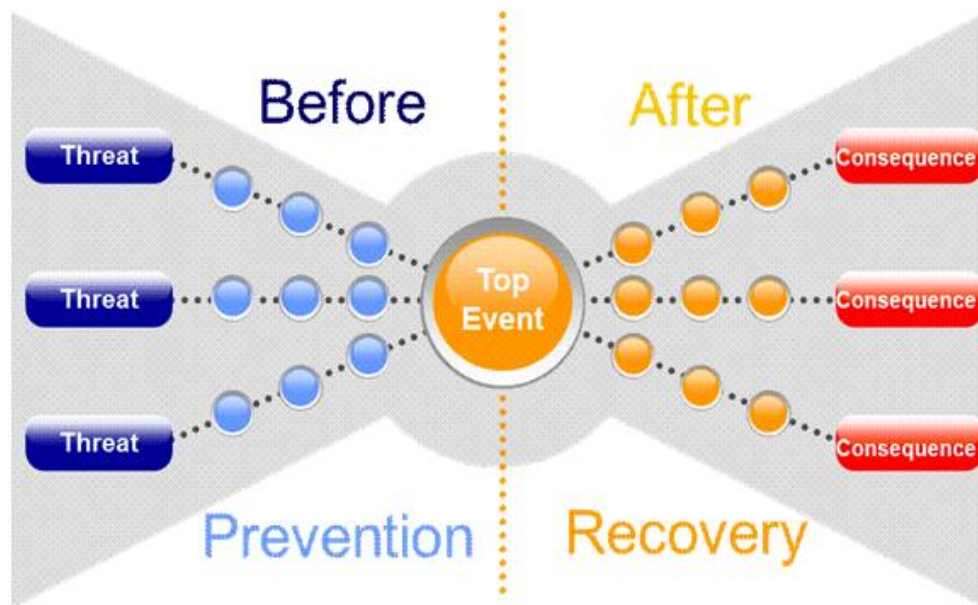 Before
After
Threat
Consequence
Threat
Top
Event
Consequence
Threat
Consequence
Prevention
Recovery